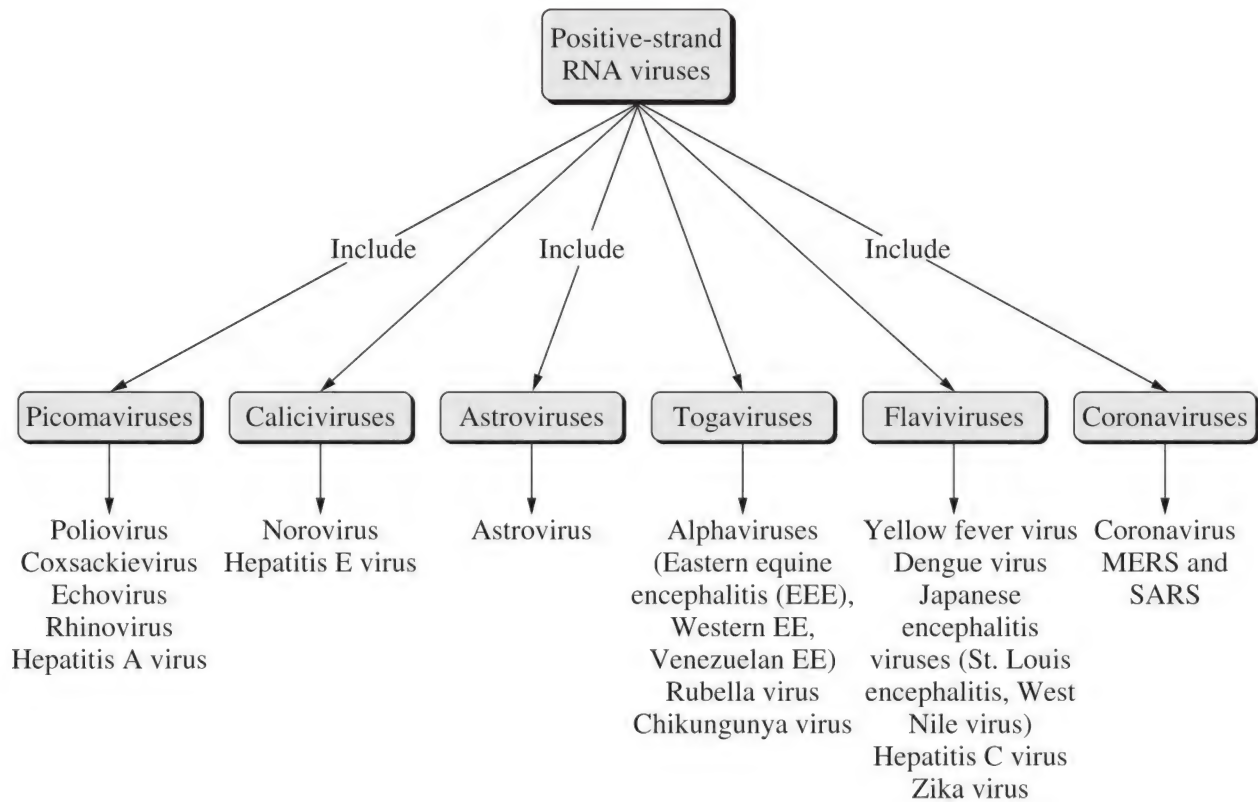 Positive-strand
RNA viruses
Include
Include
Include
Picomaviruses
Caliciviruses
Astroviruses
Togaviruses
Flaviviruses
Coronaviruses
Poliovirus
Coxsackievirus
Echovirus
Rhinovirus
Hepatitis A virus
Norovirus
Hepatitis E virus
Astrovirus
Alphaviruses
(Eastern equine
encephalitis (EEE),
Western EE,
Venezuelan EE)
Rubella virus
Chikungunya virus
Yellow fever virus
Dengue virus
Japanese
encephalitis
viruses (St. Louis
encephalitis, West
Nile virus)
Hepatitis C virus
Zika virus
Coronavirus
MERS and
SARS